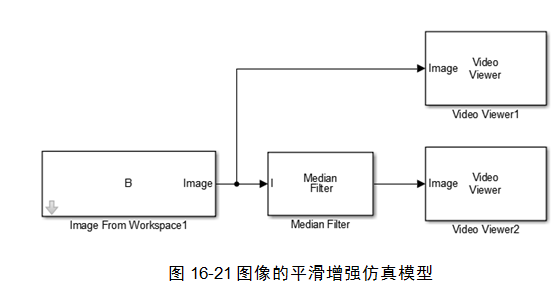 Image
Video
Viewer
Video Viewer1
B
Image
Image From Workspace1
I
Median
Filter
Median Filter
Image
Video
Viewer
Video Viewer2
图 16-21 图像的平滑增强仿真模型